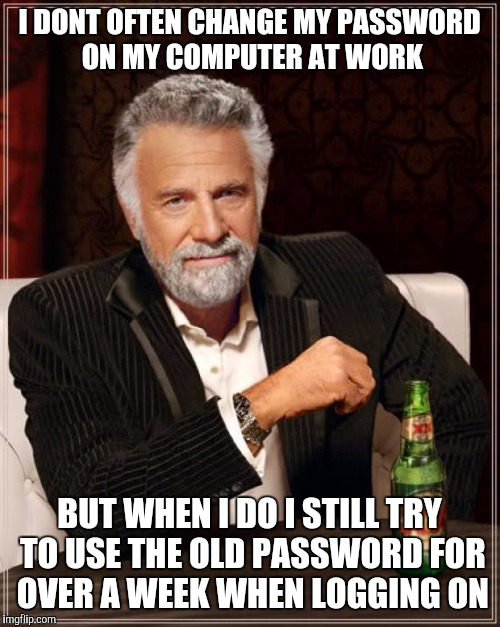 I DONT OFTEN CHANGE MY PASSWORD
ON MY COMPUTER AT WORK
XX
BUT WHEN I DO I STILL TRY
TO USE THE OLD PASSWORD FOR
OVER A WEEK WHEN LOGGING ON
imgflip.com